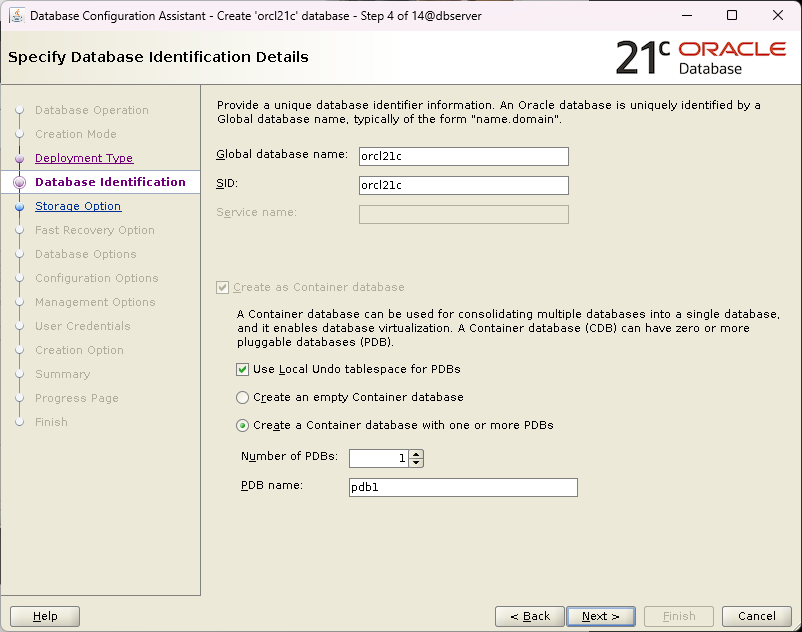 Database Configuration Assistant - Create 'orcl21c' database - Step 4 of 14@dbserver
Specify Database Identification Details
21c ORACLE
Database
Database Operation
Creation Mode
Deployment Type
Database Identification
Storage Option
Fast Recovery Option
Database Options
Configuration Options
Management Options
User Credentials
Creation Option
Summary
Progress Page
Finish
Provide a unique database identifier information. An Oracle database is uniquely identified by a
Global database name, typically of the form "name.domain".
Global database name: orcl21c
SID: orcl21c
Service name:
Create as Container database
A Container database can be used for consolidating multiple databases into a single database,
and it enables database virtualization. A Container database (CDB) can have zero or more
pluggable databases (PDB).
Use Local Undo tablespace for PDBs
Create an empty Container database
Create a Container database with one or more PDBs
Number of PDBs: 1
PDB name: pdb1
Help
< Back
Next >
Finish
Cancel